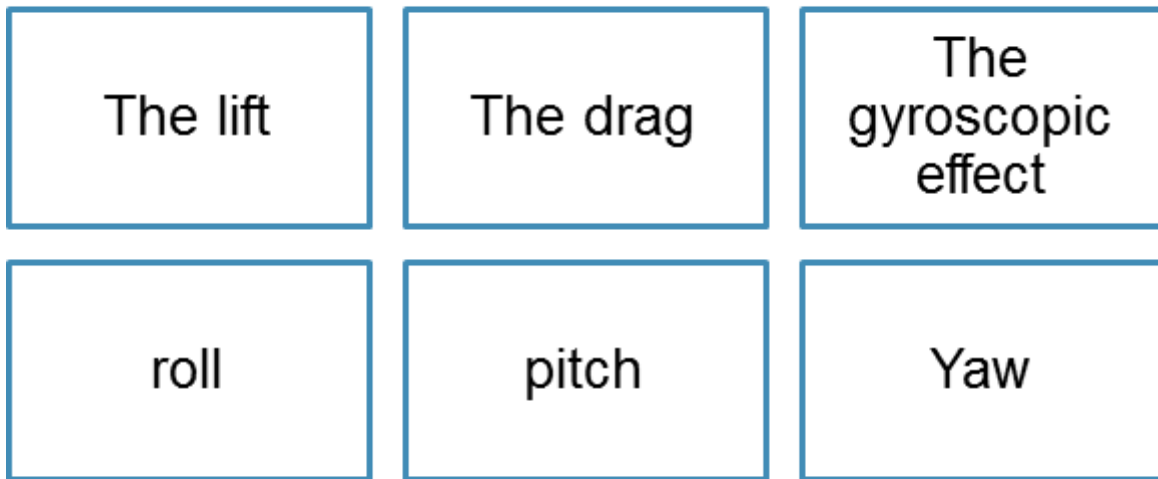 The lift
The drag
The
gyroscopic
effect
roll
pitch
Yaw